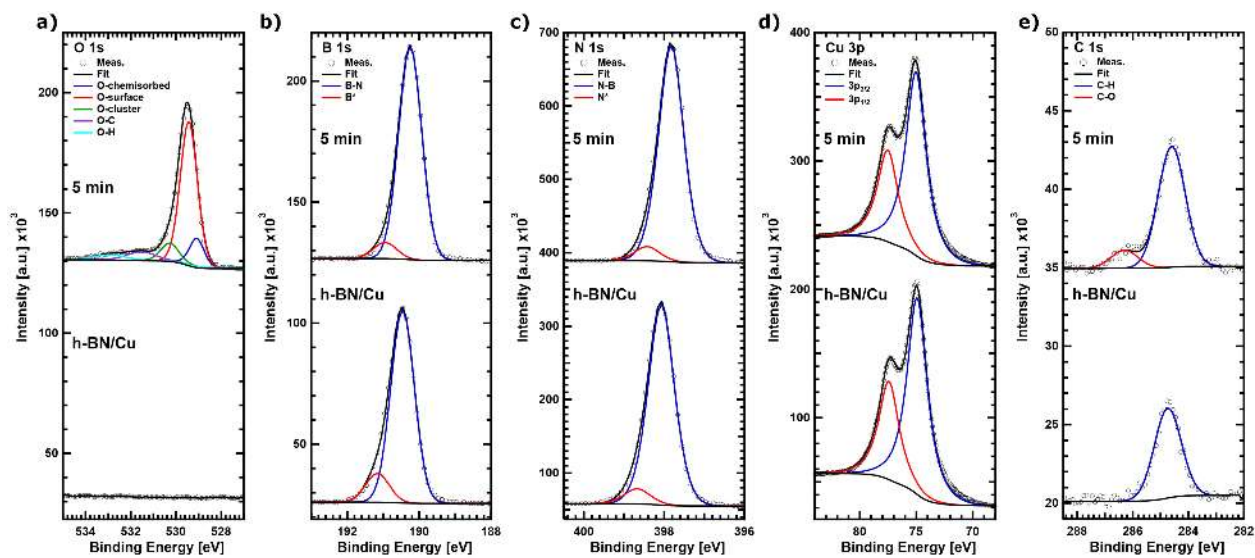 a)
O 1s
Meas.
Fit
O-chemisorbed
O-surface
O-cluster
O-C
O-H
5 min
h-BN/Cu
200
150
100
50
Intensity [a.u.] x10³
534
532
530
528
Binding Energy [eV]
b)
B 1s
Meas.
Fit
B-N
B'
5 min
h-BN/Cu
200
150
100
50
Intensity [a.u.] x10³
192
190
188
Binding Energy [eV]
c)
N 1s
Meas.
Fit
N-B
N'
5 min
h-BN/Cu
700
600
500
400
300
200
100
Intensity [a.u.] x10³
400
398
396
Binding Energy [eV]
d)
Cu 3p
Meas.
Fit
3p3/2
3p1/2
5 min
h-BN/Cu
400
300
200
100
Intensity [a.u.] x10³
80
75
70
Binding Energy [eV]
e)
C 1s
Meas.
Fit
C-H
C-O
5 min
h-BN/Cu
50
45
40
35
30
25
20
Intensity [a.u.] x10³
288
286
284
282
Binding Energy [eV]